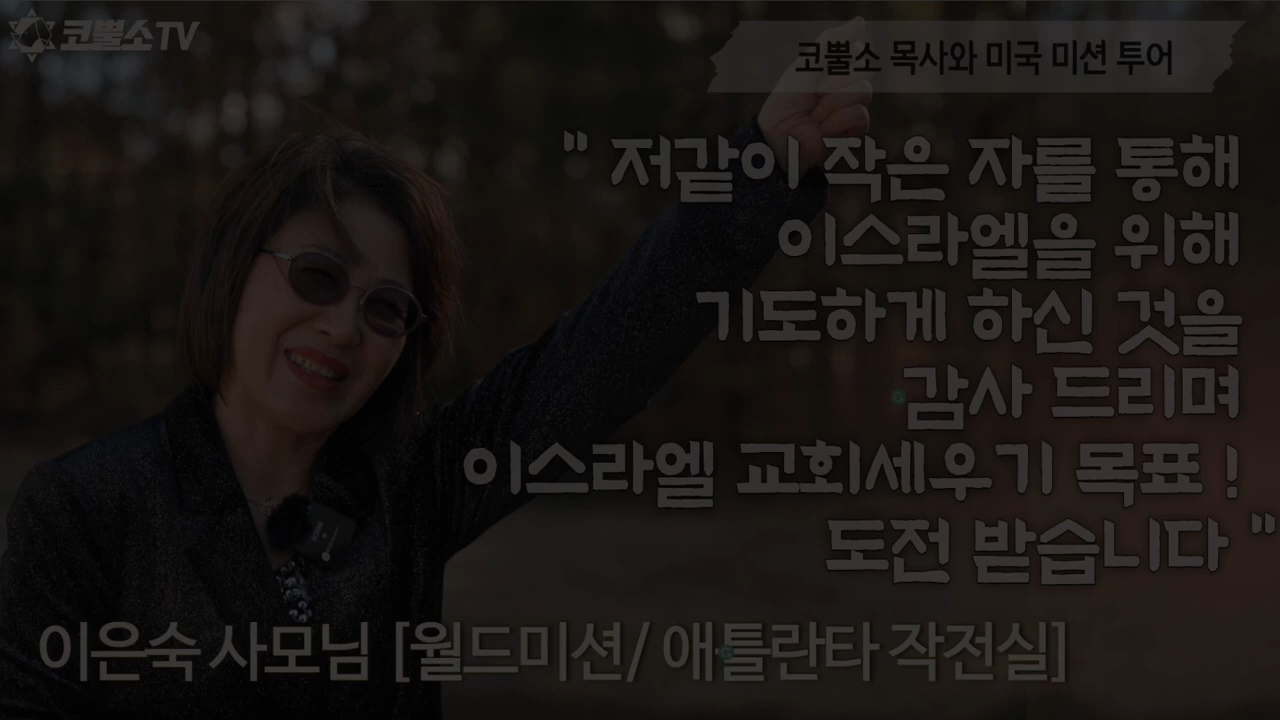 코뿔소TV
코뿔소 목사와 미국 미션 투어
" 저같이 작은 자를 통해
이스라엘을 위해
기도하게 하신 것을
감사 드리며
이스라엘 교회세우기 목표 !
도전 받습니다 "
이은숙 사모님 [월드미션/ 애틀란타 작전실]